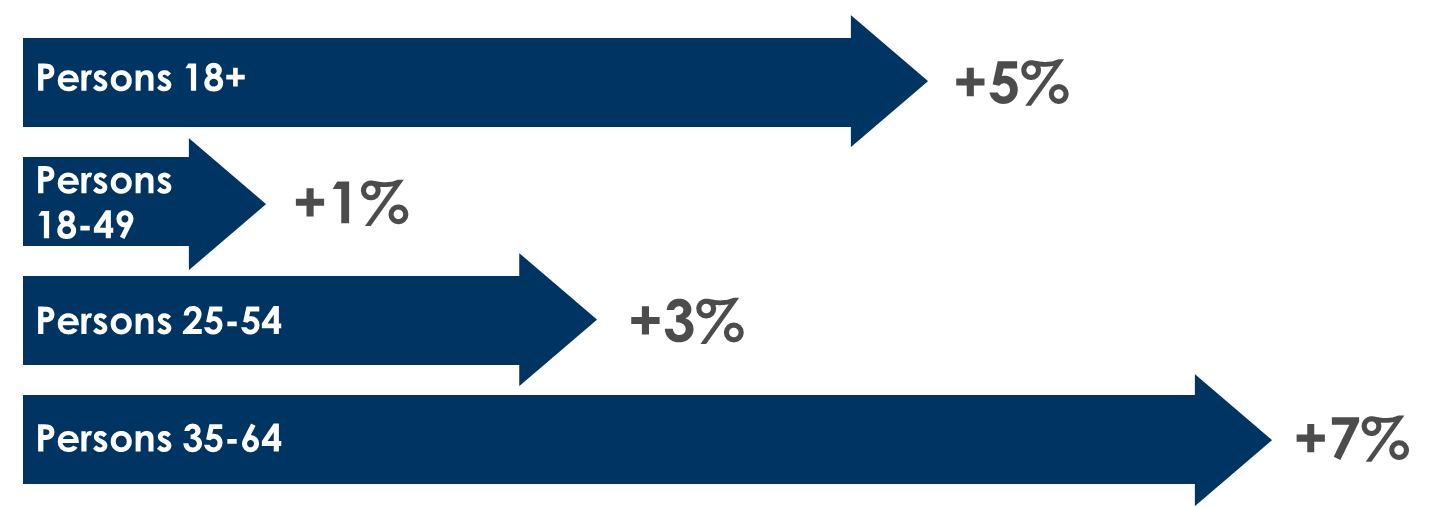 Persons 18+
+5%
Persons
18-49
+1%
Persons 25-54
+3%
Persons 35-64
+7%